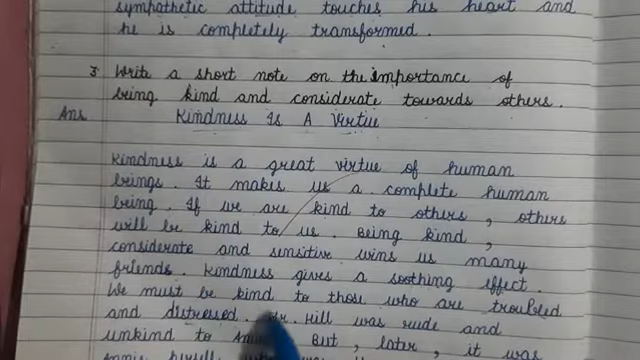 sympathetic attitude touches his heart and
he is completely transformed.
3 Write a short note on the importance of
being kind and considerate towards others.
Ans Kindness Is A Virtue
Kindness is a great virtue of human
beings. It makes us a complete human
being. If we are kind to others, others
will be kind to us. Being kind,
considerate and sensitive wins us many
friends. Kindness gives a soothing effect.
We must be kind to those who are troubled
and distressed. Hill was rude and
unkind to But, later, it was
Annie herself